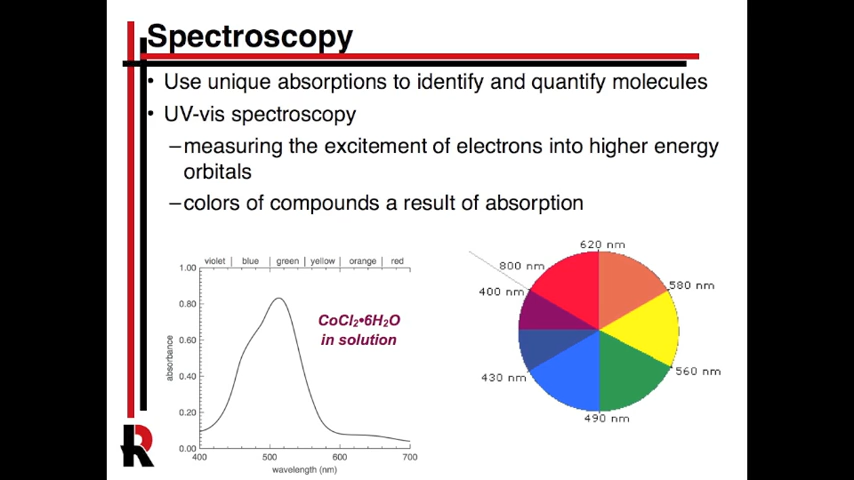 Spectroscopy
• Use unique absorptions to identify and quantify molecules
• UV-vis spectroscopy
–measuring the excitement of electrons into higher energy
orbitals
–colors of compounds a result of absorption
violet | blue | green | yellow | orange | red
1.00
0.80
0.60
0.40
0.20
0.00
absorbance
400 500 600 700
wavelength (nm)
CoCl₂•6H₂O
in solution
620 nm
800 nm
580 nm
400 nm
560 nm
430 nm
490 nm
R